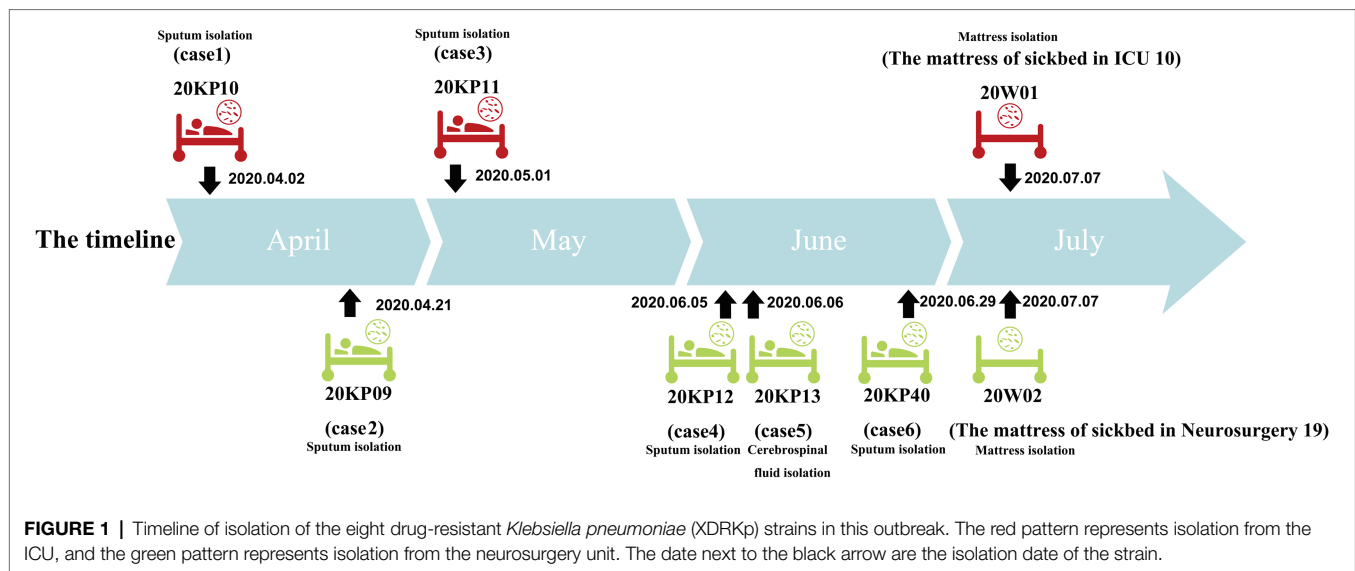 Sputum isolation
(case1)
20KP10
2020.04.02
Sputum isolation
(case3)
20KP11
2020.05.01
Mattress isolation
(The mattress of sickbed in ICU 10)
20W01
2020.07.07
The timeline
April
May
June
July
2020.04.21
20KP09
(case2)
Sputum isolation
2020.06.05
20KP12
(case4)
Sputum isolation
2020.06.06
20KP13
(case5)
Cerebrospinal
fluid isolation
2020.06.29
20KP40
(case6)
Sputum isolation
2020.07.07
20W02
(The mattress of sickbed in Neurosurgery 19)
Mattress isolation
FIGURE 1 | Timeline of isolation of the eight drug-resistant Klebsiella pneumoniae (XDRKp) strains in this outbreak. The red pattern represents isolation from the
ICU, and the green pattern represents isolation from the neurosurgery unit. The date next to the black arrow are the isolation date of the strain.